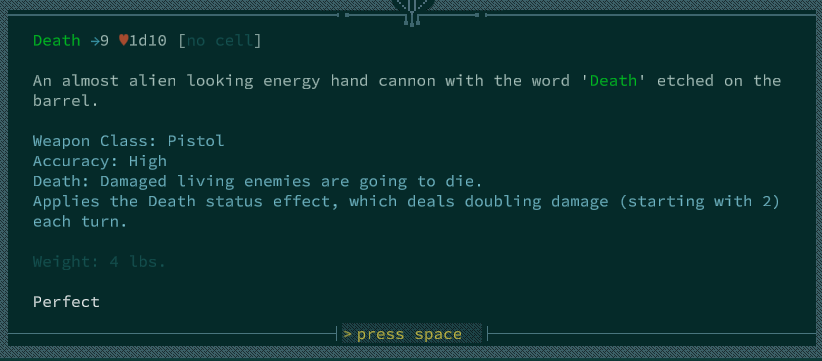 Death →9 ♥1d10 [no cell]
An almost alien looking energy hand cannon with the word 'Death' etched on the
barrel.
Weapon Class: Pistol
Accuracy: High
Death: Damaged living enemies are going to die.
Applies the Death status effect, which deals doubling damage (starting with 2)
each turn.
Weight: 4 lbs.
Perfect
>press space